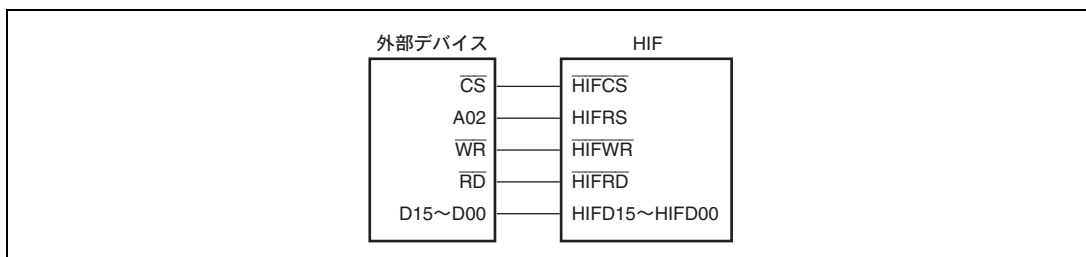 外部デバイス HIF
CS HIFCS
A02 HIFRS
WR HIFWR
RD HIFRD
D15～D00 HIFD15～HIFD00